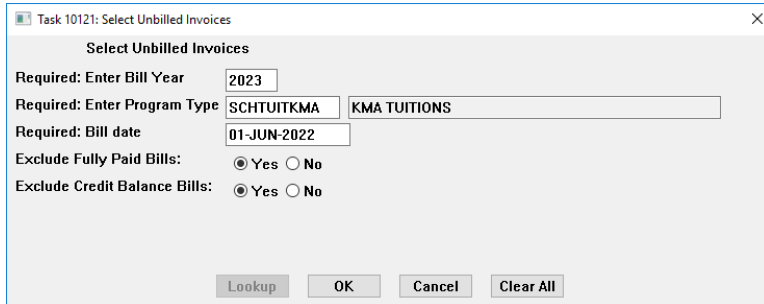 Task 10121: Select Unbilled Invoices
Select Unbilled Invoices
Required: Enter Bill Year 2023
Required: Enter Program Type SCHTUITKMA KMA TUITIONS
Required: Bill date 01-JUN-2022
Exclude Fully Paid Bills: Yes No
Exclude Credit Balance Bills: Yes No
Lookup OK Cancel Clear All